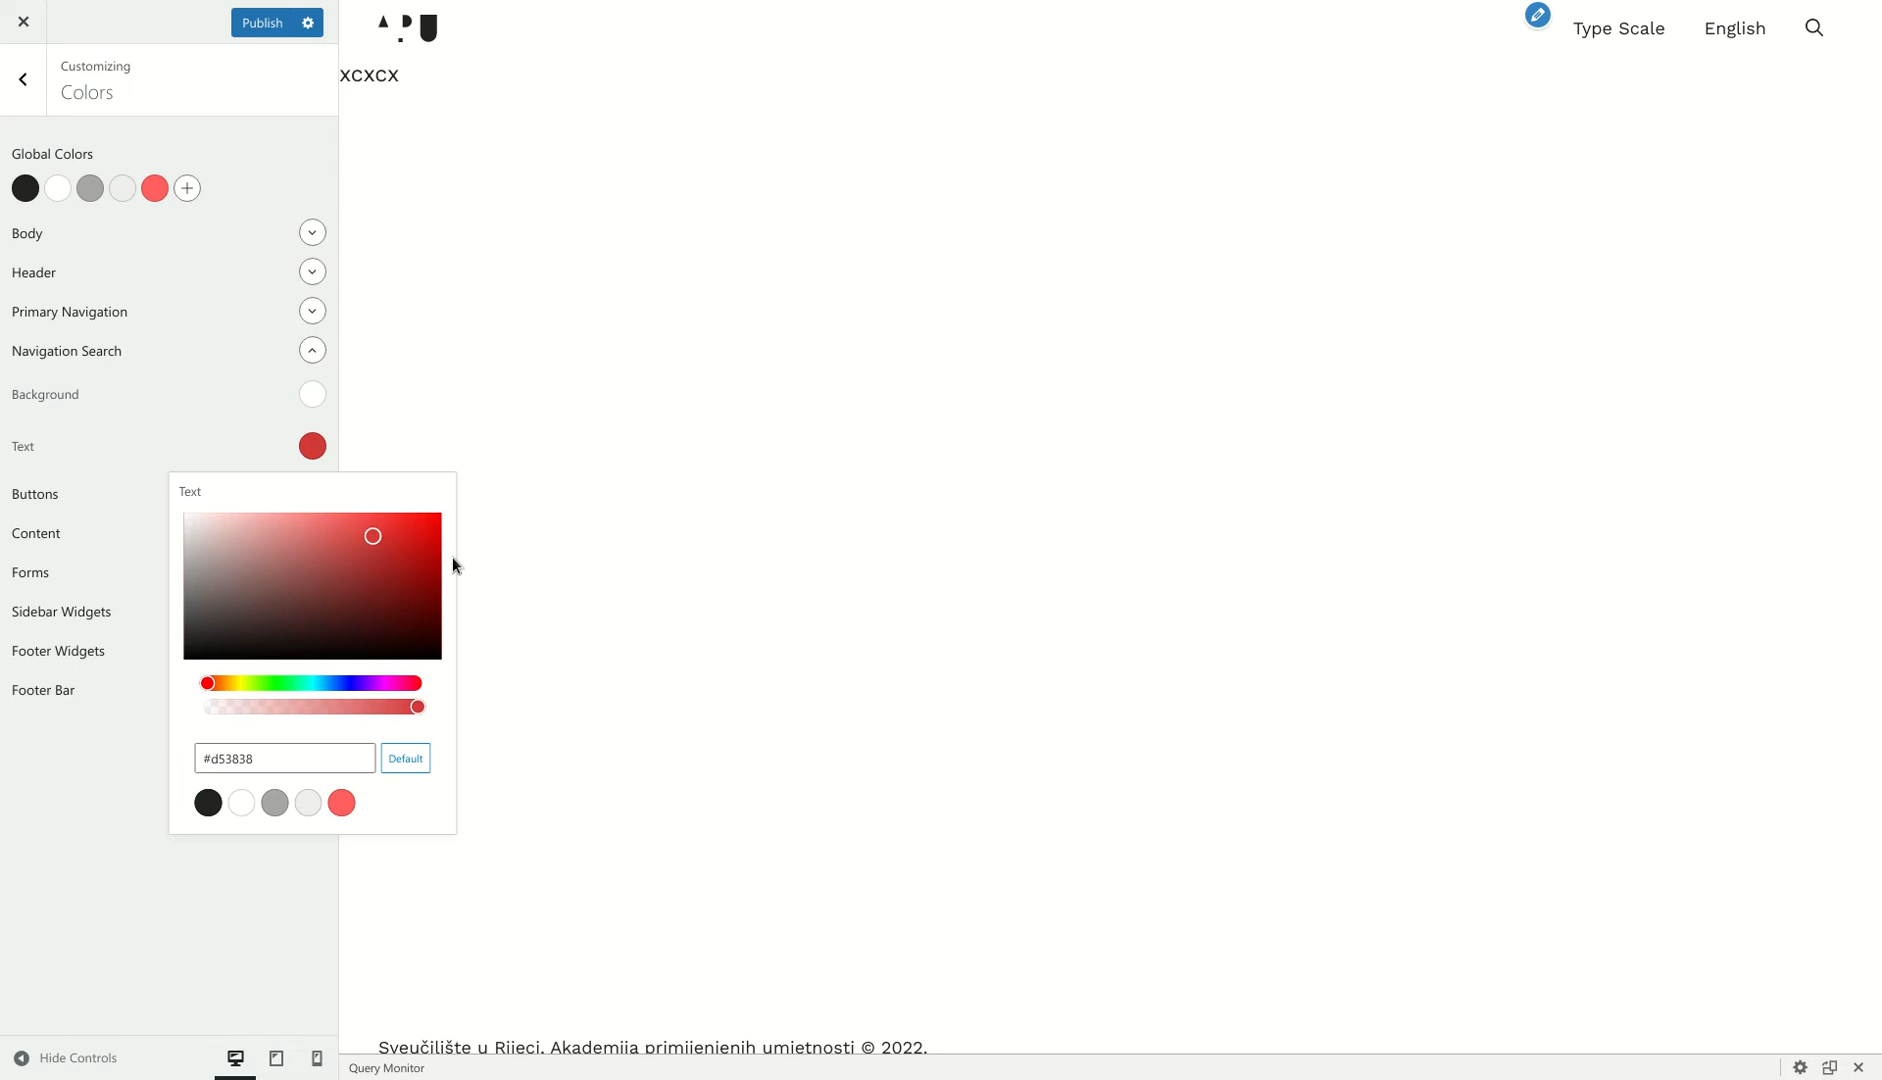 Publish
Customizing
Colors
Global Colors
Body
Header
Primary Navigation
Navigation Search
Background
Text
Text
#d53838
Default
Buttons
Content
Forms
Sidebar Widgets
Footer Widgets
Footer Bar
Hide Controls
APU
Type Scale
English
xcxcx
Sveučilište u Rijeci, Akademija primijenjenih umjetnosti © 2022.
Query Monitor